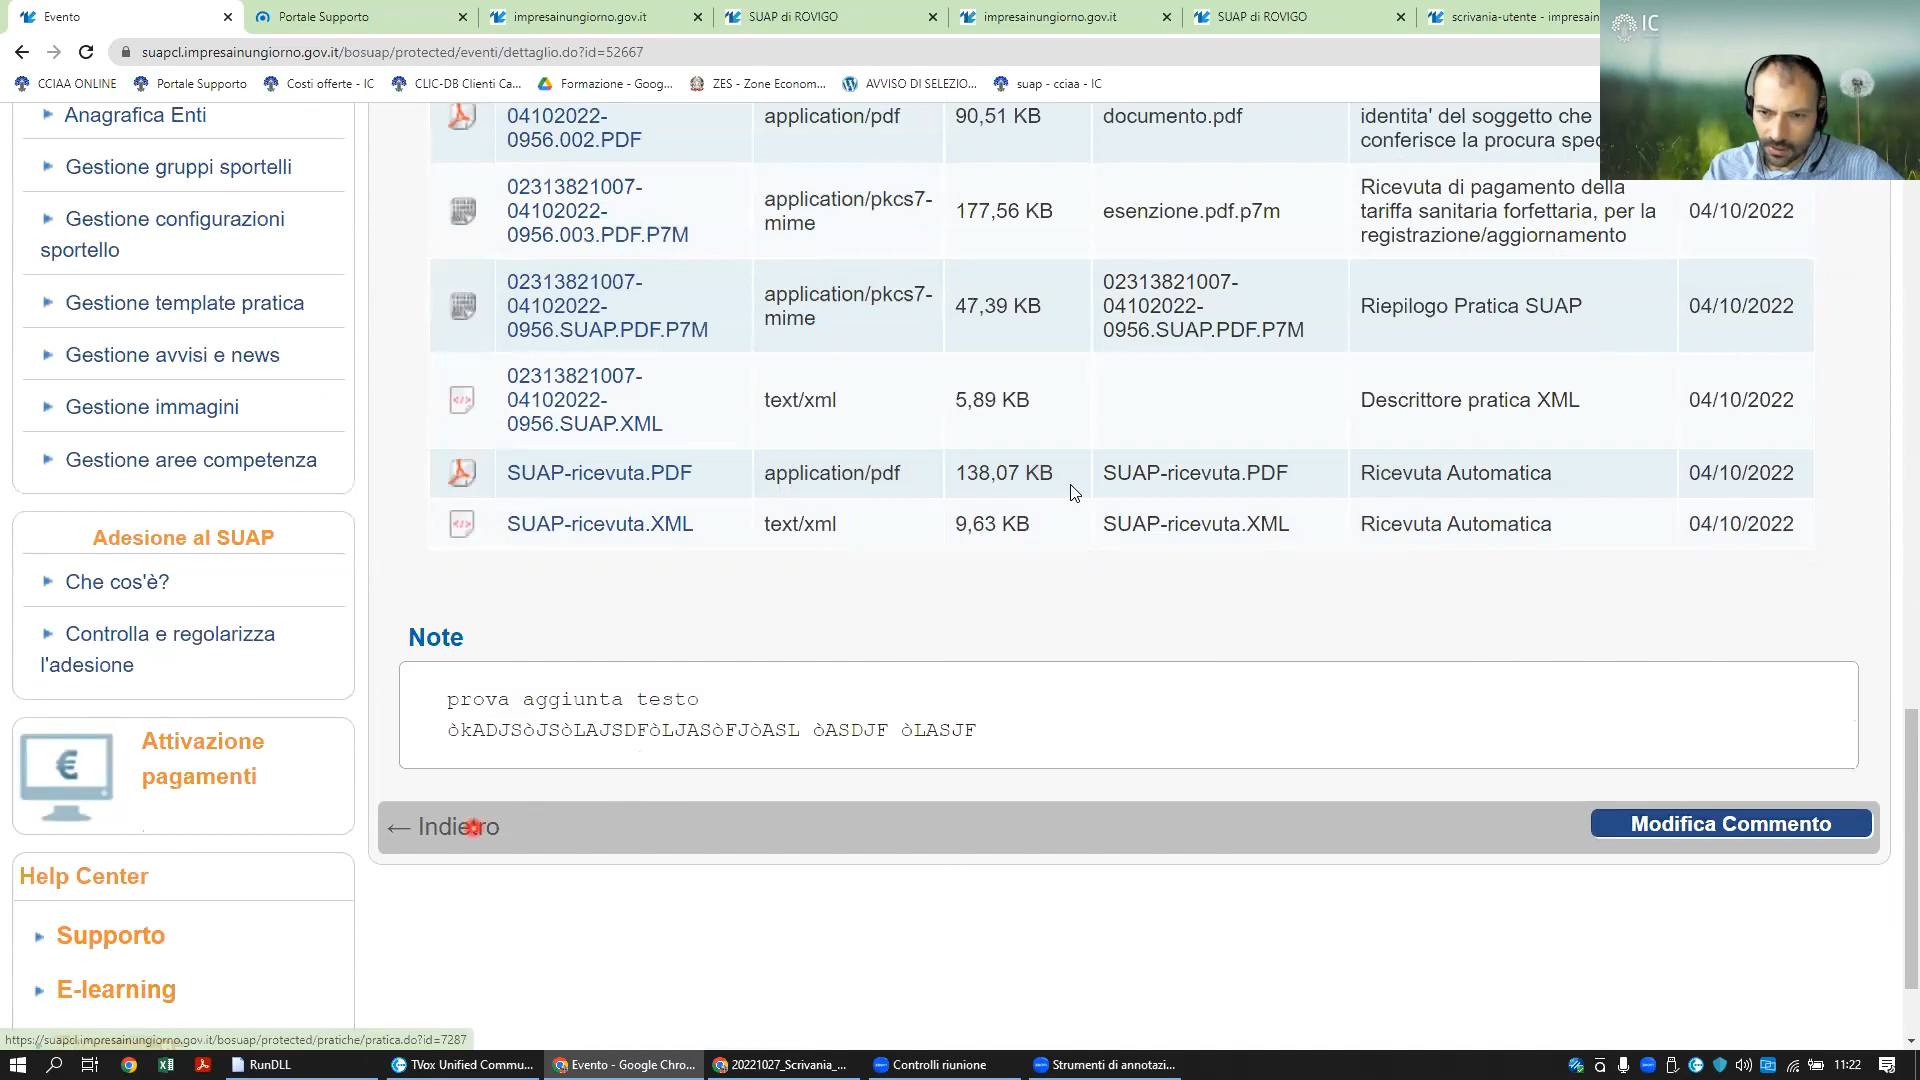 Evento
Portale Supporto
impresainungiorno.gov.it
SUAP di ROVIGO
impresainungiorno.gov.it
SUAP di ROVIGO
scrivania-utente - impresain
IC
suapcl.impresainungiorno.gov.it/bosuap/protected/eventi/dettaglio.do?id=52667
CCIAA ONLINE
Portale Supporto
Costi offerte - IC
CLIC-DB Clienti Ca...
Formazione - Goog...
ZES - Zone Econom...
AVVISO DI SELEZIO...
suap - cciaa - IC
Anagrafica Enti
Gestione gruppi sportelli
Gestione configurazioni
sportello
Gestione template pratica
Gestione avvisi e news
Gestione immagini
Gestione aree competenza
Adesione al SUAP
Che cos'è?
Controlla e regolarizza
l'adesione
Attivazione
pagamenti
Help Center
Supporto
E-learning
04102022-
0956.002.PDF
application/pdf
90,51 KB
documento.pdf
identita' del soggetto che
conferisce la procura spec
02313821007-
04102022-
0956.003.PDF.P7M
application/pkcs7-
mime
177,56 KB
esenzione.pdf.p7m
Ricevuta di pagamento della
tariffa sanitaria forfettaria, per la
registrazione/aggiornamento
04/10/2022
02313821007-
04102022-
0956.SUAP.PDF.P7M
application/pkcs7-
mime
47,39 KB
02313821007-
04102022-
0956.SUAP.PDF.P7M
Riepilogo Pratica SUAP
04/10/2022
02313821007-
04102022-
0956.SUAP.XML
text/xml
5,89 KB
Descrittore pratica XML
04/10/2022
SUAP-ricevuta.PDF
application/pdf
138,07 KB
SUAP-ricevuta.PDF
Ricevuta Automatica
04/10/2022
SUAP-ricevuta.XML
text/xml
9,63 KB
SUAP-ricevuta.XML
Ricevuta Automatica
04/10/2022
Note
prova aggiunta testo
òkADJSòJSòLAJSDFòLJASòFJòASL òASDJF òLASJF
← Indietro
Modifica Commento
https://suapcl.impresainungiorno.gov.it/bosuap/protected/pratiche/pratica.do?id=7287
RunDLL
TVox Unified Commu...
Evento - Google Chro...
20221027_Scrivania_...
Controlli riunione
Strumenti di annotazi...
11:22